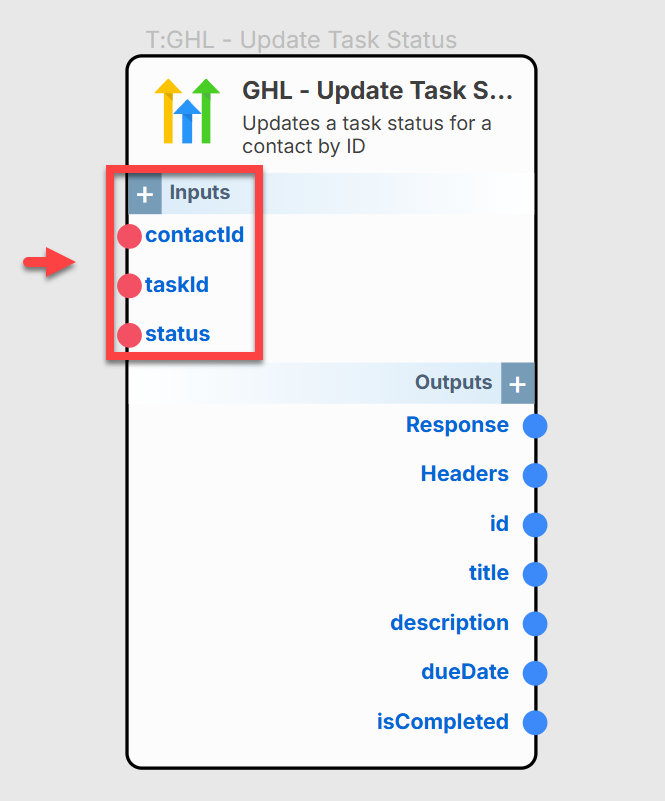 T:GHL - Update Task Status
GHL - Update Task S...
Updates a task status for a
contact by ID
+ Inputs
contactId
taskId
status
Outputs +
Response
Headers
id
title
description
dueDate
isCompleted